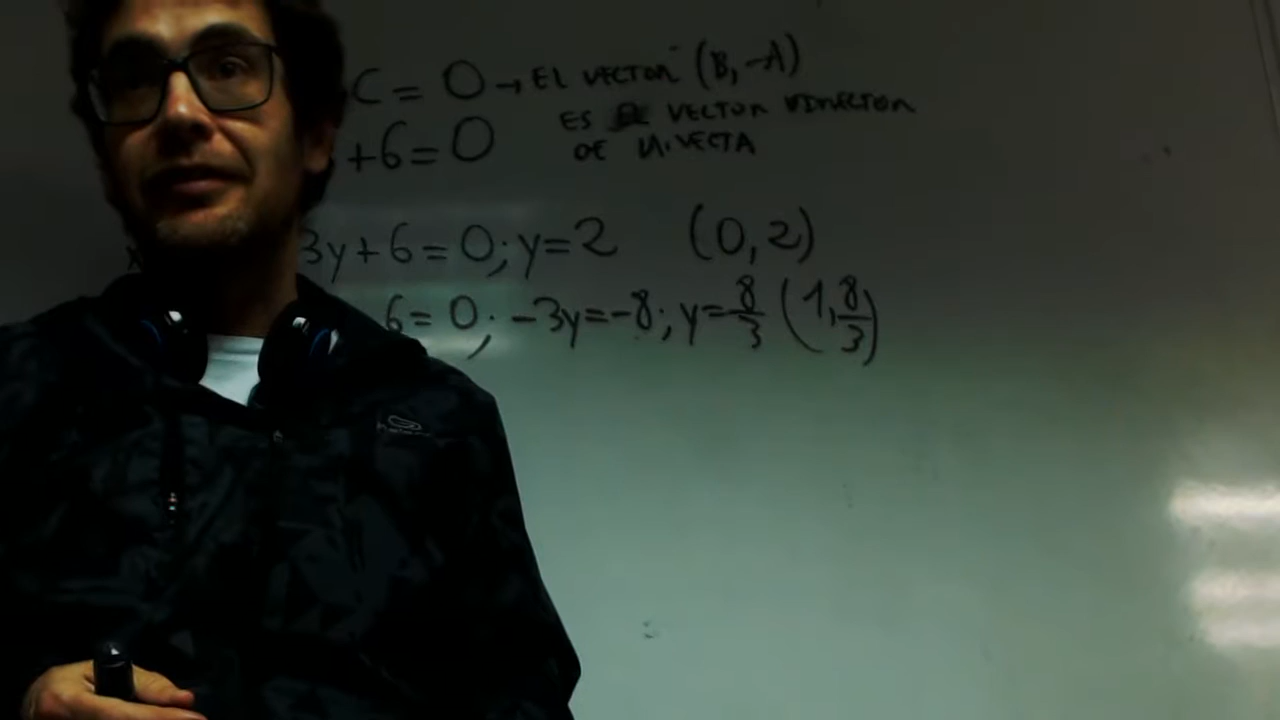 C = 0 → EL VECTOR (B, -A)
ES EL VECTOR DIRECTOR
DE LA RECTA
+6=0
3y+6=0; y=2 (0,2)
6=0; -3y=-8; y=8/3 (1,8/3)